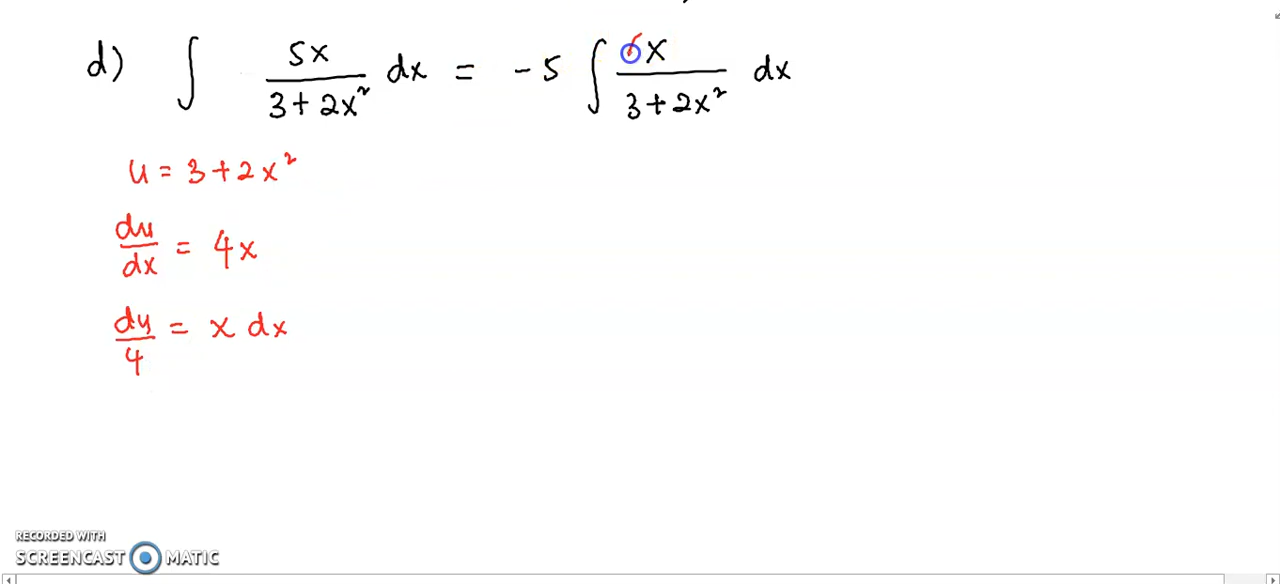 d) ∫ 5x / (3 + 2x²) dx = -5 ∫ x / (3 + 2x²) dx
u = 3 + 2x²
du/dx = 4x
du/4 = x dx
RECORDED WITH
SCREENCAST MATIC